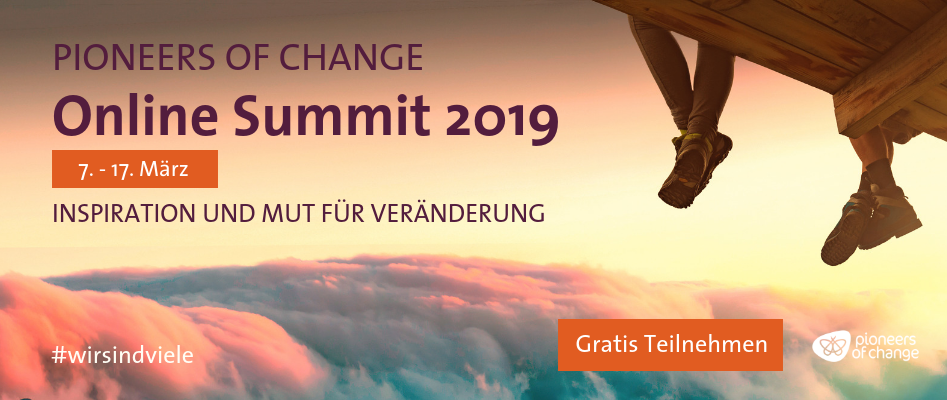 PIONEERS OF CHANGE
Online Summit 2019
7. - 17. März
INSPIRATION UND MUT FÜR VERÄNDERUNG
#wirsindviele
Gratis Teilnehmen
pioneers
of change